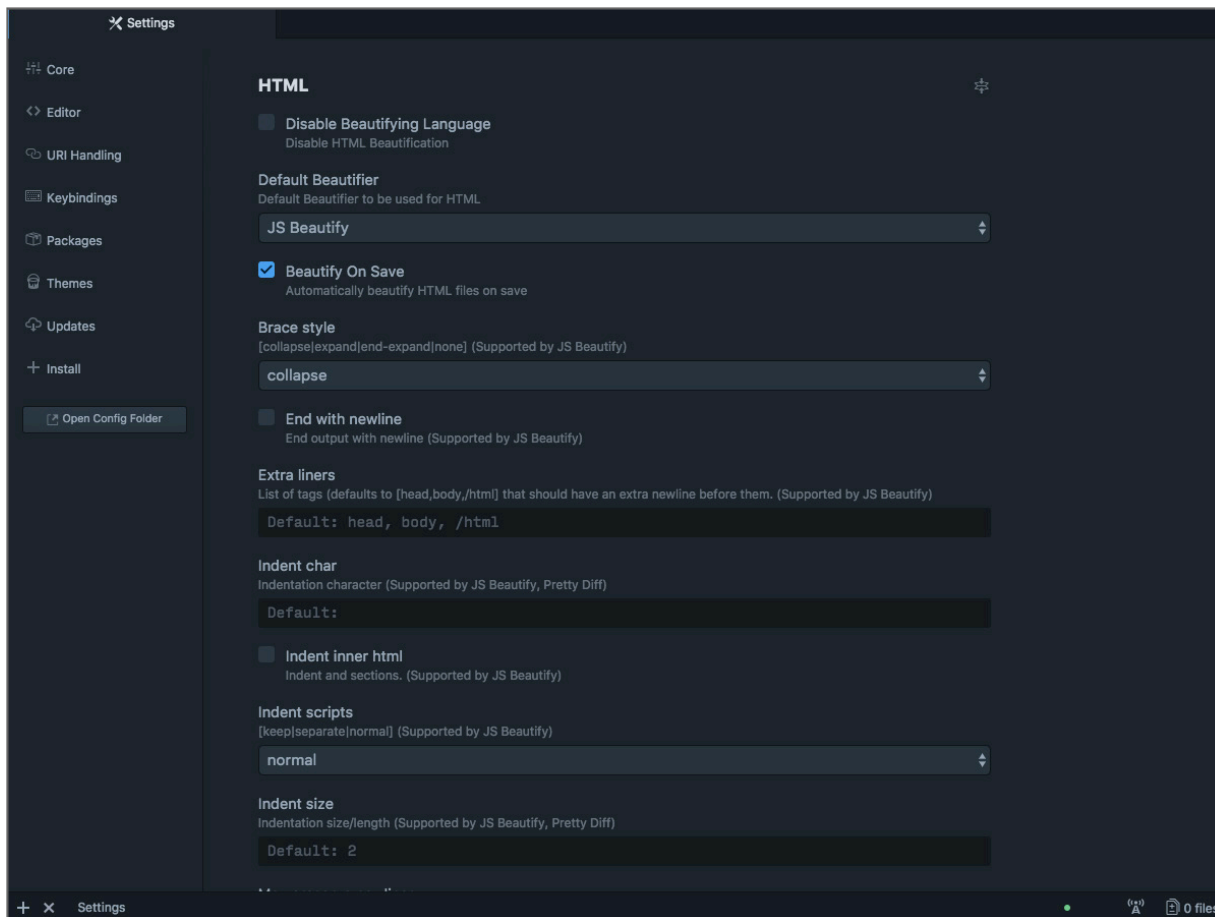 Settings
Core
Editor
URI Handling
Keybindings
Packages
Themes
Updates
Install
Open Config Folder
HTML
Disable Beautifying Language
Disable HTML Beautification
Default Beautifier
Default Beautifier to be used for HTML
JS Beautify
Beautify On Save
Automatically beautify HTML files on save
Brace style
[collapse|expand|end-expand|none] (Supported by JS Beautify)
collapse
End with newline
End output with newline (Supported by JS Beautify)
Extra liners
List of tags (defaults to [head,body,/html] that should have an extra newline before them. (Supported by JS Beautify)
Default: head, body, /html
Indent char
Indentation character (Supported by JS Beautify, Pretty Diff)
Default:
Indent inner html
Indent and sections. (Supported by JS Beautify)
Indent scripts
[keep|separate|normal] (Supported by JS Beautify)
normal
Indent size
Indentation size/length (Supported by JS Beautify, Pretty Diff)
Default: 2
Settings
0 files